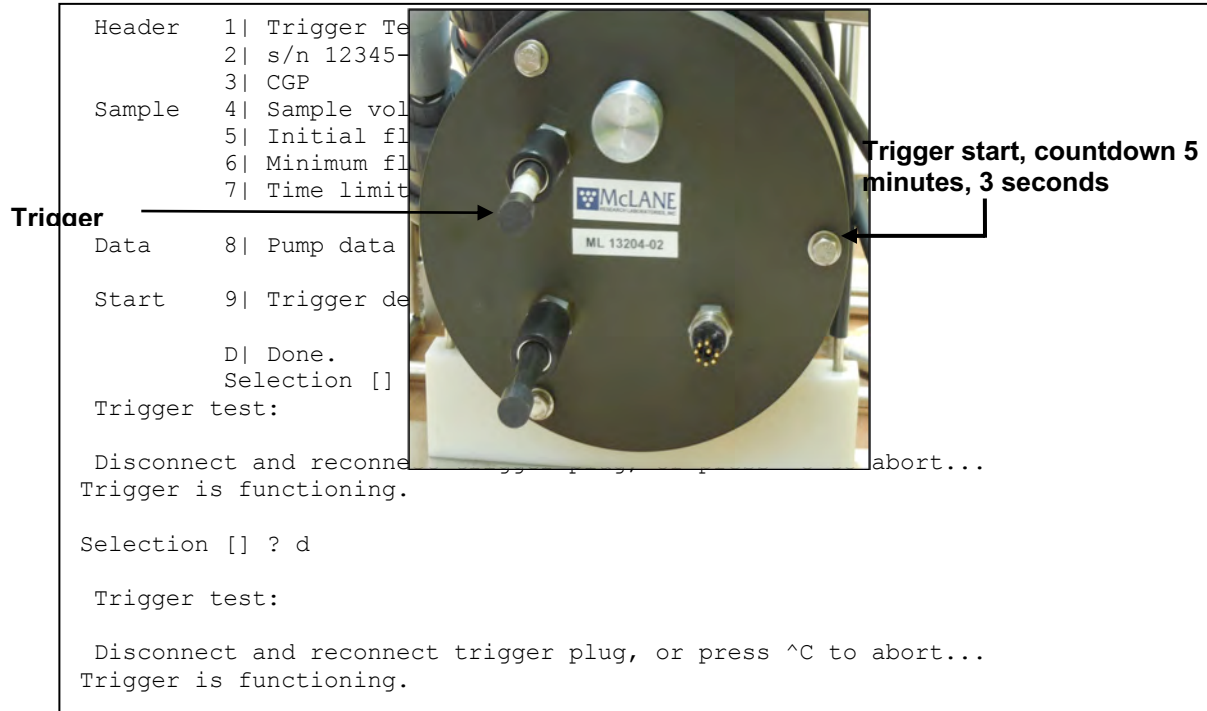 Header 1| Trigger Te
2| s/n 12345-
3| CGP
Sample 4| Sample vol
5| Initial fl
6| Minimum fl
7| Time limit
Trigger start, countdown 5
minutes, 3 seconds
Trigger
McLANE
RESEARCH LABORATORIES, INC.
ML 13204-02
Data 8| Pump data
Start 9| Trigger de
D| Done.
Selection []
Trigger test:
Disconnect and reconne abort...
Trigger is functioning.
Selection [] ? d
Trigger test:
Disconnect and reconnect trigger plug, or press ^C to abort...
Trigger is functioning.